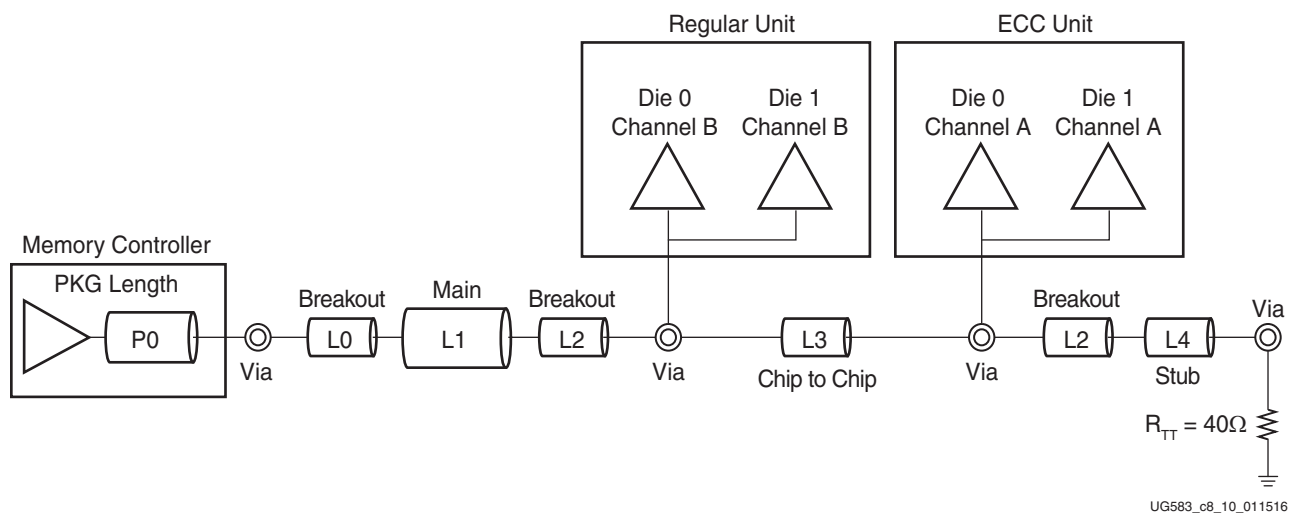 Regular Unit
ECC Unit
Die 0
Channel B
Die 1
Channel B
Die 0
Channel A
Die 1
Channel A
Memory Controller
PKG Length
P0
Via
Breakout
L0
Main
L1
Breakout
L2
Via
L3
Chip to Chip
Via
Breakout
L2
L4
Stub
Via
RTT = 40Ω
UG583_c8_10_011516